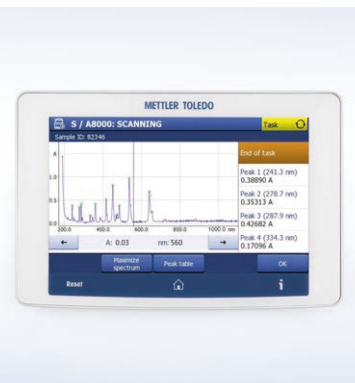 METTLER TOLEDO
S / A8000: SCANNING
Task
Sample ID: 82346
End of task
A
1.0
0.5
0.0
200.0
400.0
600.0
800.0
1000.0 nm
Peak 1 (241.3 nm)
0.38890 A
Peak 2 (278.7 nm)
0.35313 A
Peak 3 (287.9 nm)
0.42682 A
Peak 4 (334.3 nm)
0.17096 A
←
A: 0.03
nm: 560
→
Maximize
spectrum
Peak table
OK
Reset
i